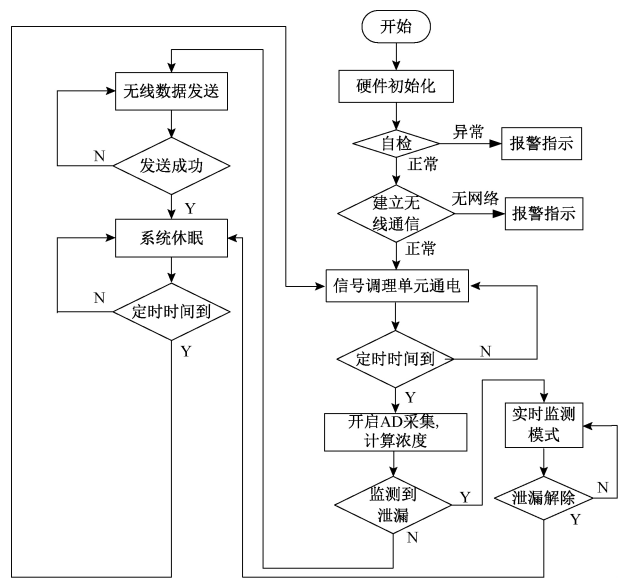 开始
硬件初始化
自检
异常
报警指示
正常
建立无
线通信
无网络
报警指示
正常
信号调理单元通电
定时时间到
N
Y
开启AD采集,
计算浓度
监测到
泄漏
Y
N
实时监测
模式
泄漏解除
N
Y
无线数据发送
发送成功
N
Y
系统休眠
定时时间到
N
Y